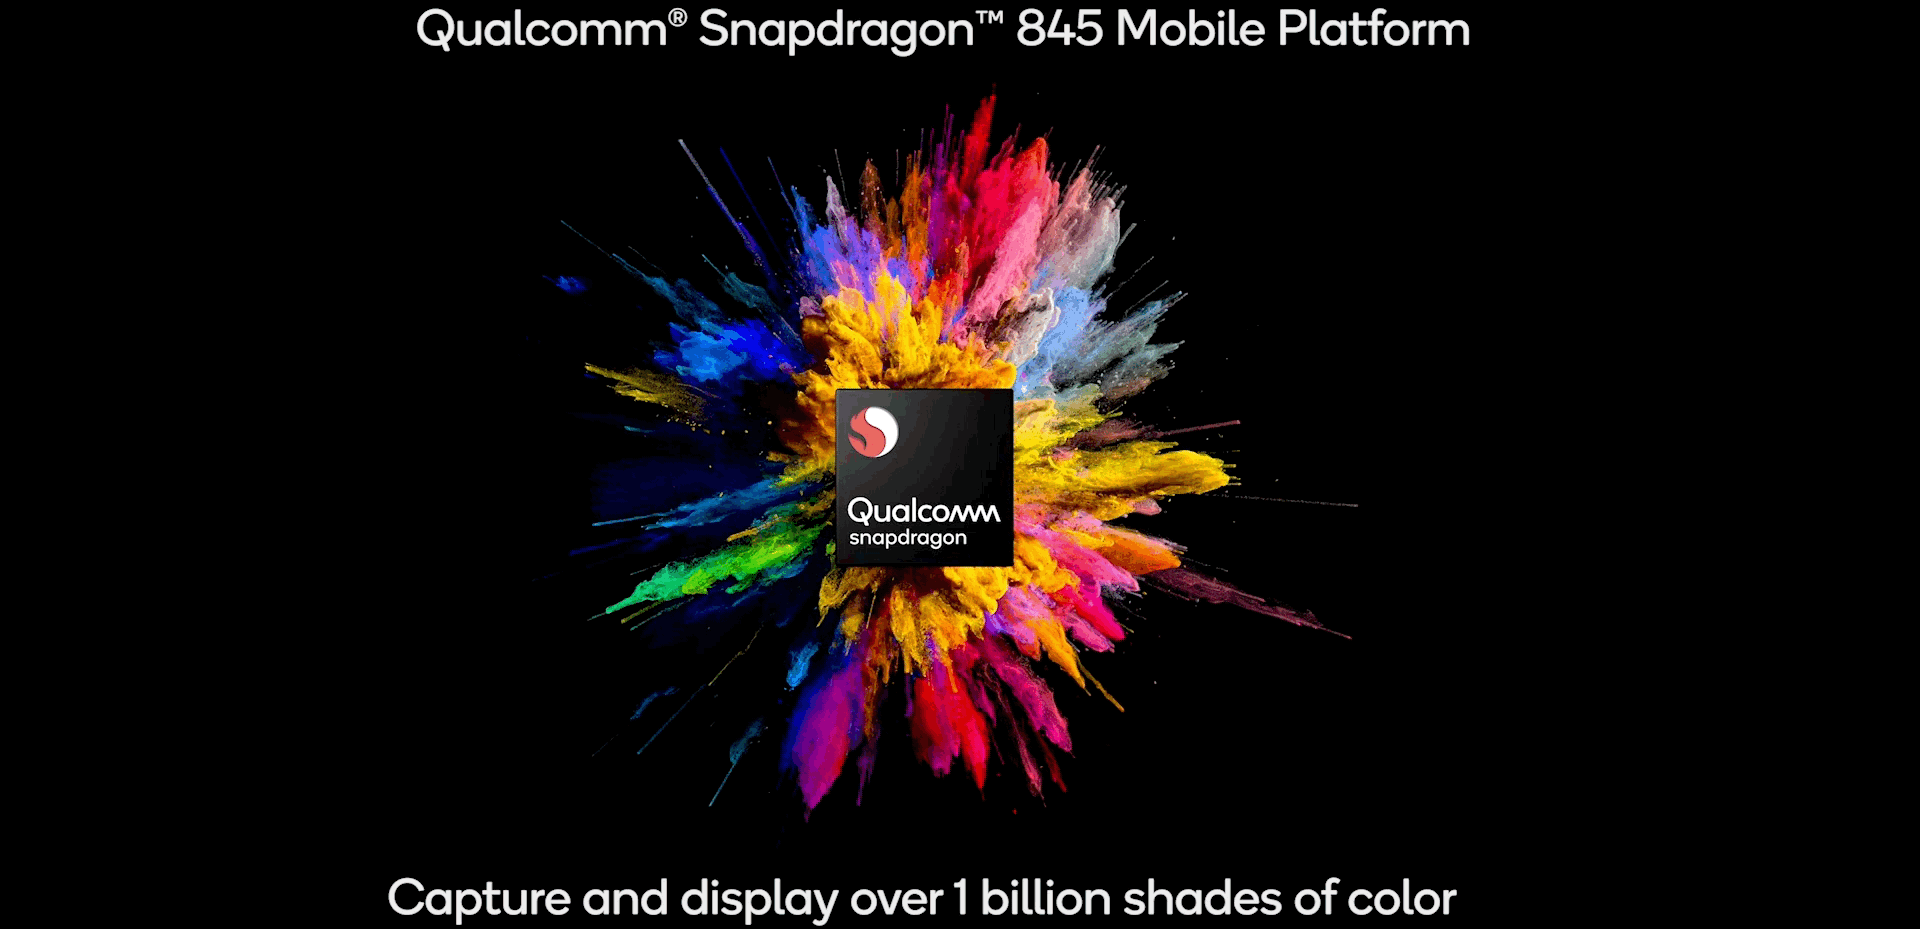 Qualcomm® Snapdragon™ 845 Mobile Platform
Qualcomm
snapdragon
Capture and display over 1 billion shades of color